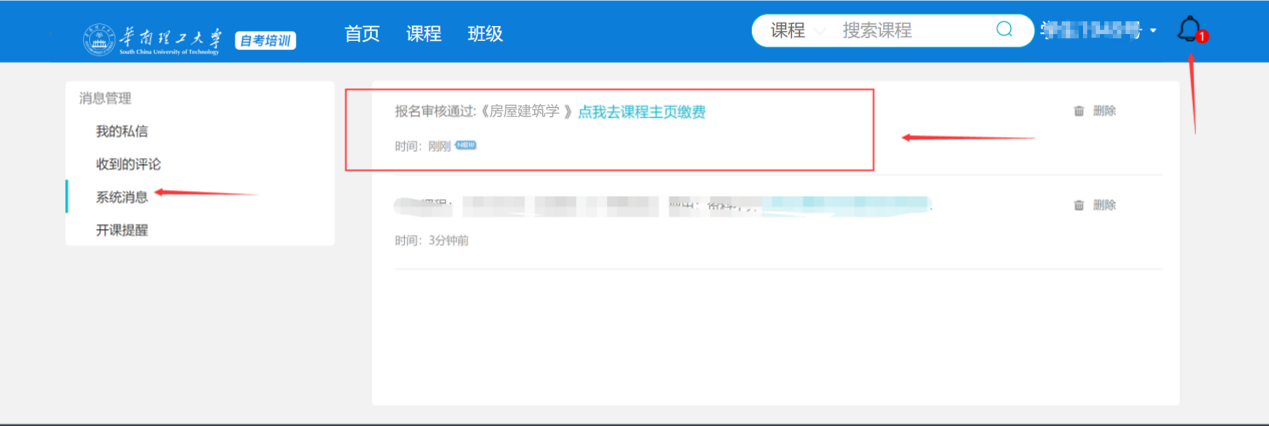 华南理工大学
South China University of Technology
自考培训
首页 课程 班级
课程 搜索课程
1
消息管理
我的私信
收到的评论
系统消息
开课提醒
报名审核通过:《房屋建筑学 》点我去课程主页缴费
删除
时间：刚刚 NEW
删除
时间：3分钟前